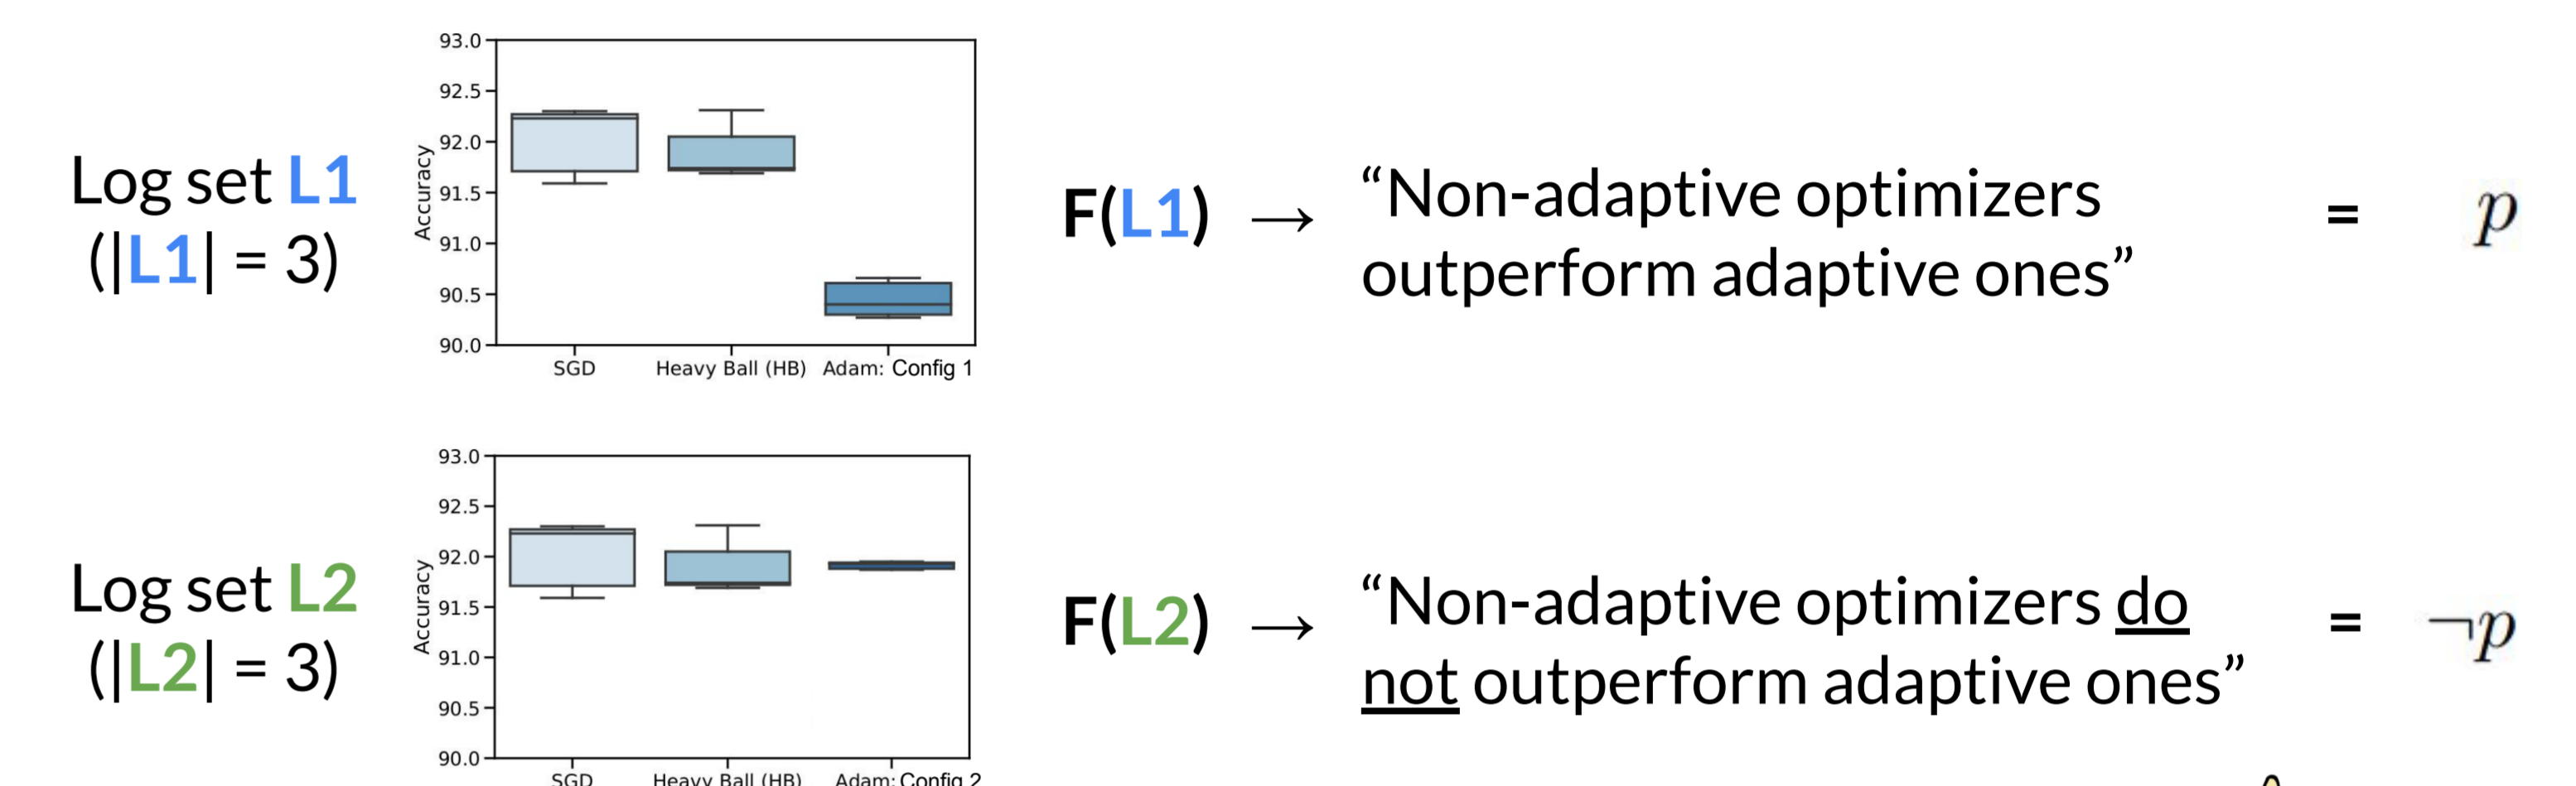 93.0
92.5
92.0
91.5
91.0
90.5
90.0
Accuracy
SGD Heavy Ball (HB) Adam: Config 1
Log set L1
(|L1| = 3)
F(L1) →
“Non-adaptive optimizers
outperform adaptive ones”
= p
93.0
92.5
92.0
91.5
91.0
90.5
90.0
Accuracy
SGD Heavy Ball (HB) Adam: Config 2
Log set L2
(|L2| = 3)
F(L2) →
“Non-adaptive optimizers do
not outperform adaptive ones”
= ¬p